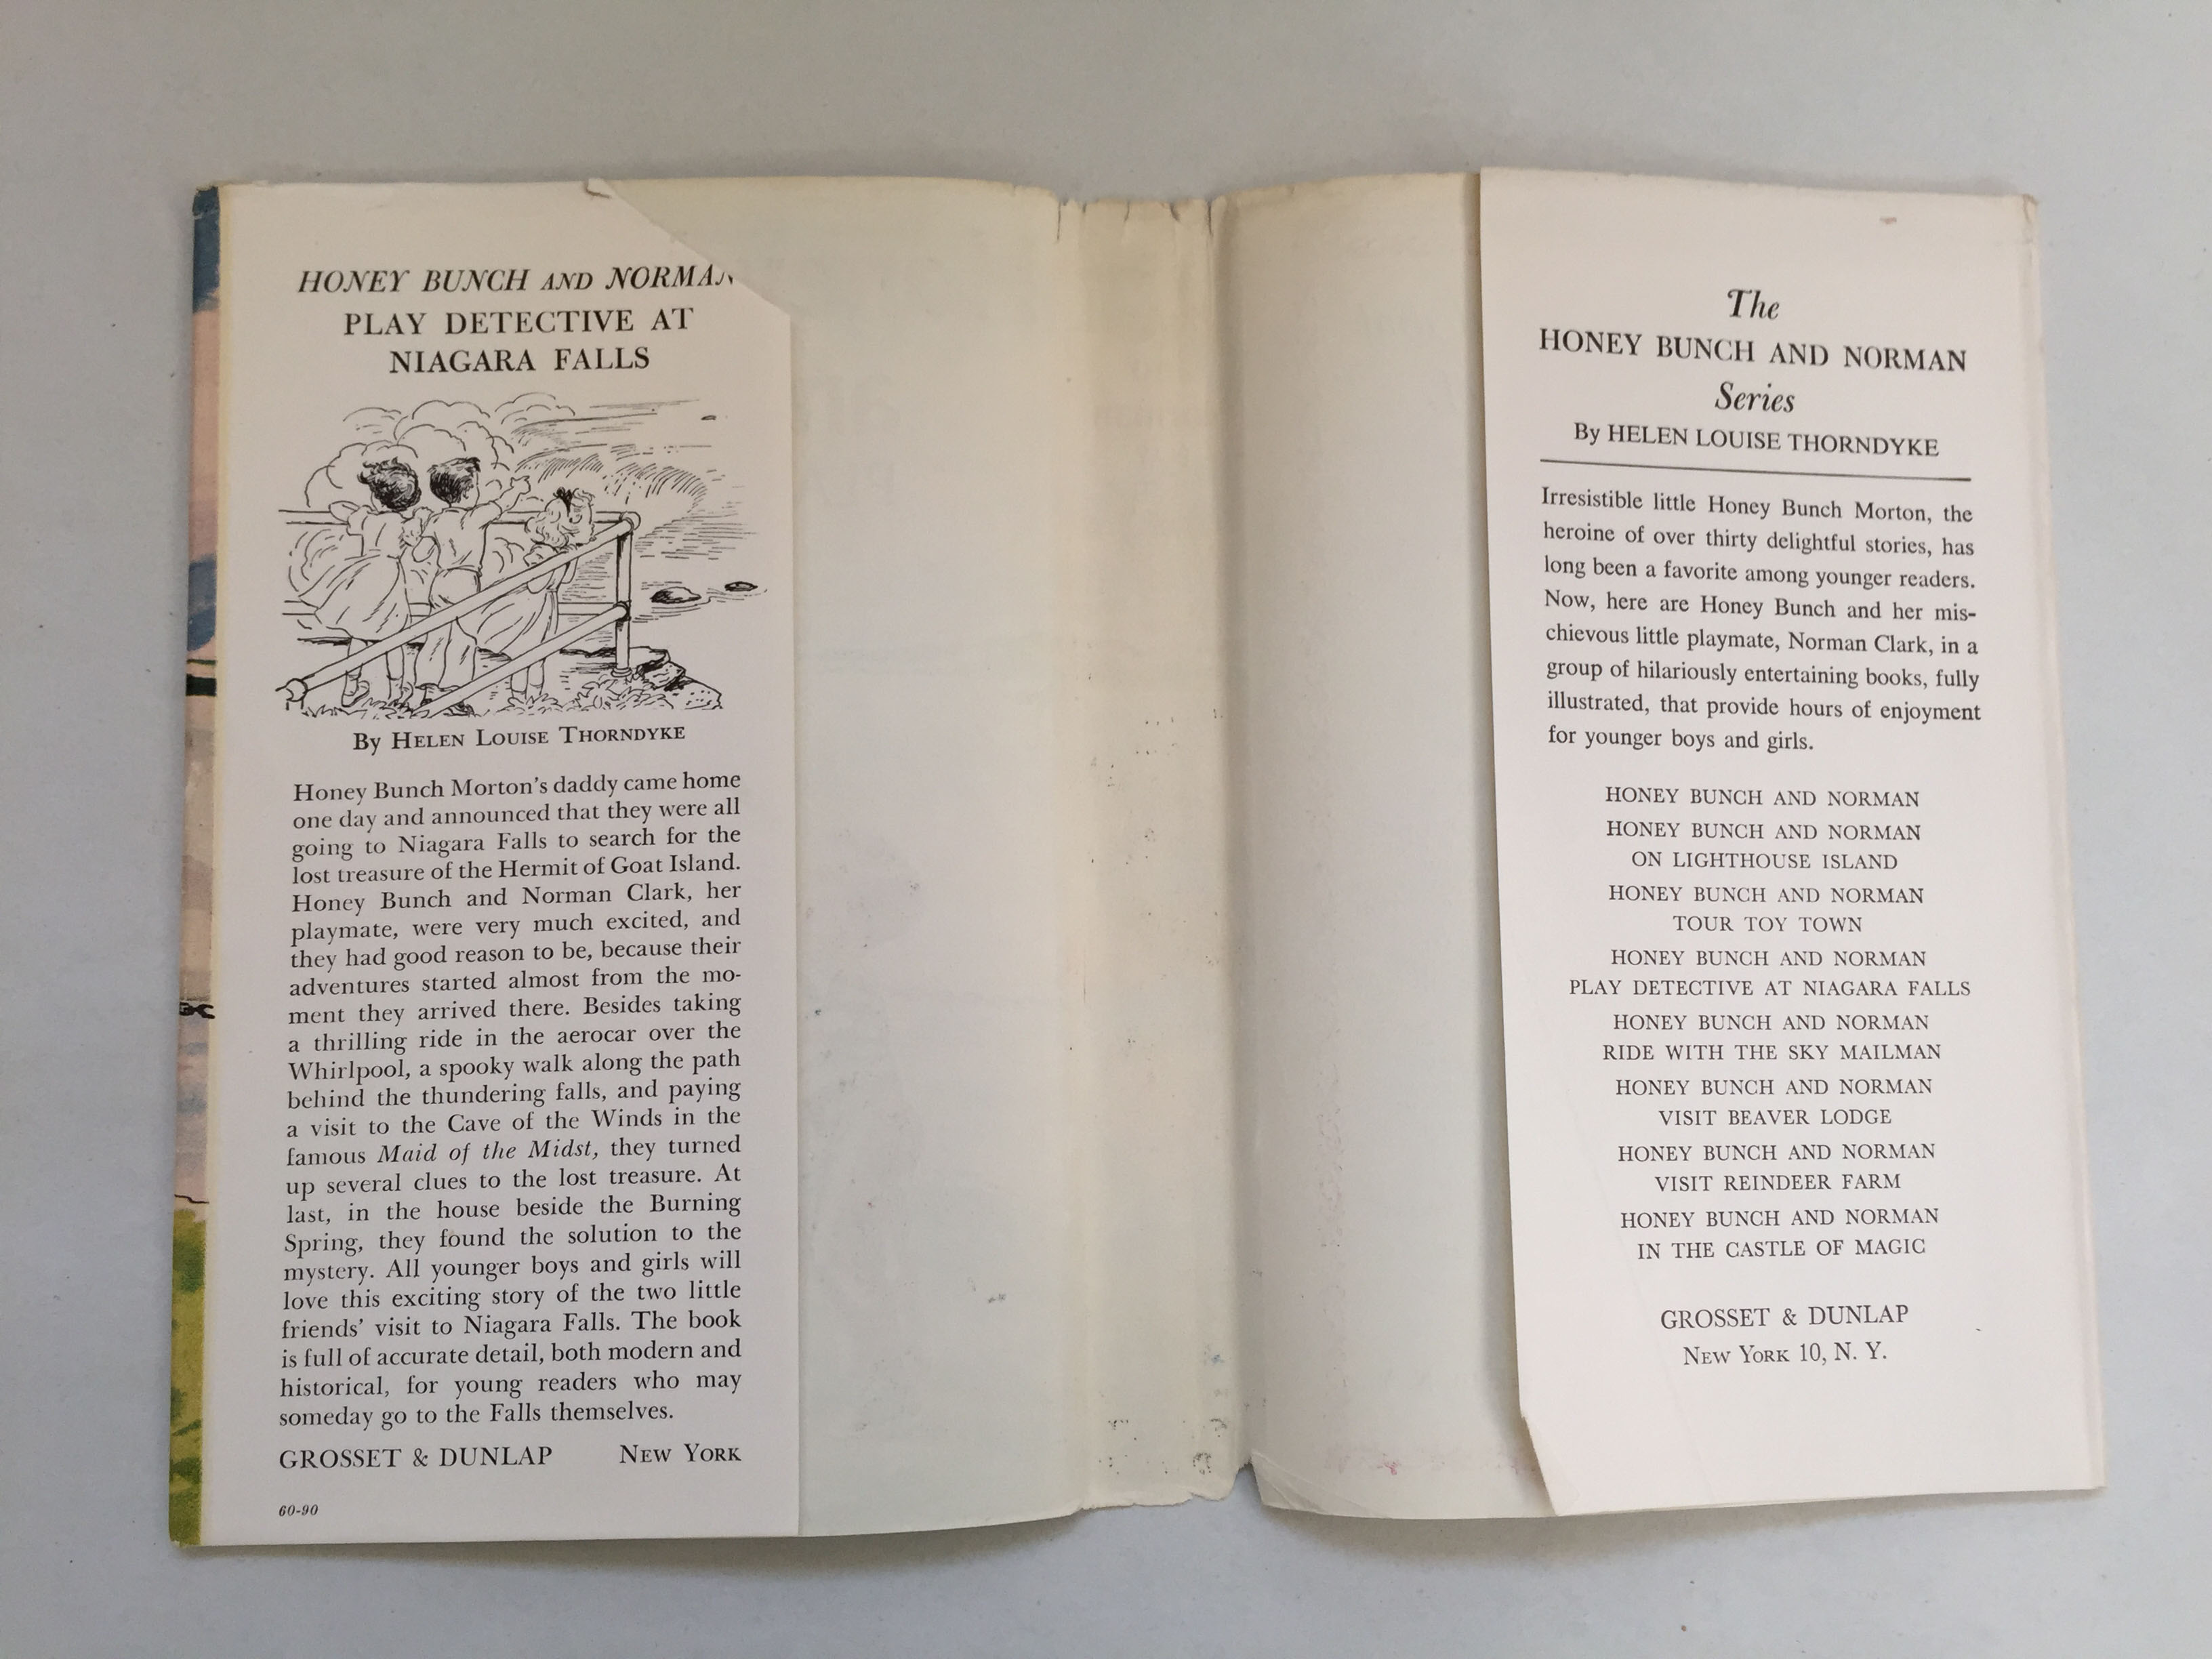 HONEY BUNCH AND NORMAN
PLAY DETECTIVE AT
NIAGARA FALLS
By HELEN LOUISE THORNDYKE
Honey Bunch Morton's daddy came home
one day and announced that they were all
going to Niagara Falls to search for the
lost treasure of the Hermit of Goat Island.
Honey Bunch and Norman Clark, her
playmate, were very much excited, and
they had good reason to be, because their
adventures started almost from the mo-
ment they arrived there. Besides taking
a thrilling ride in the aerocar over the
Whirlpool, a spooky walk along the path
behind the thundering falls, and paying
a visit to the Cave of the Winds in the
famous Maid of the Midst, they turned
up several clues to the lost treasure. At
last, in the house beside the Burning
Spring, they found the solution to the
mystery. All younger boys and girls will
love this exciting story of the two little
friends' visit to Niagara Falls. The book
is full of accurate detail, both modern and
historical, for young readers who may
someday go to the Falls themselves.
GROSSET & DUNLAP NEW YORK
60-90
The
HONEY BUNCH AND NORMAN
Series
By HELEN LOUISE THORNDYKE
Irresistible little Honey Bunch Morton, the
heroine of over thirty delightful stories, has
long been a favorite among younger readers.
Now, here are Honey Bunch and her mis-
chievous little playmate, Norman Clark, in a
group of hilariously entertaining books, fully
illustrated, that provide hours of enjoyment
for younger boys and girls.
HONEY BUNCH AND NORMAN
HONEY BUNCH AND NORMAN
ON LIGHTHOUSE ISLAND
HONEY BUNCH AND NORMAN
TOUR TOY TOWN
HONEY BUNCH AND NORMAN
PLAY DETECTIVE AT NIAGARA FALLS
HONEY BUNCH AND NORMAN
RIDE WITH THE SKY MAILMAN
HONEY BUNCH AND NORMAN
VISIT BEAVER LODGE
HONEY BUNCH AND NORMAN
VISIT REINDEER FARM
HONEY BUNCH AND NORMAN
IN THE CASTLE OF MAGIC
GROSSET & DUNLAP
NEW YORK 10, N. Y.